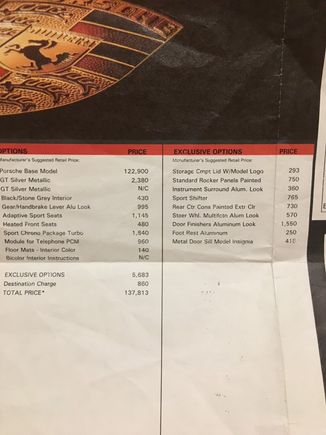 OPTIONS PRICE
Manufacturer's Suggested Retail Price:
Porsche Base Model 122,900
GT Silver Metallic 2,380
GT Silver Metallic N/C
Black/Stone Grey Interior 430
Gear/Handbrake Lever Alu Look 995
Adaptive Sport Seats 1,145
Heated Front Seats 480
Sport Chrono Package Turbo 1,840
Module for Telephone PCM 960
Floor Mats - Interior Color 140
Bicolor Interior Instructions N/C
EXCLUSIVE OPTIONS 5,683
Destination Charge 860
TOTAL PRICE* 137,813
EXCLUSIVE OPTIONS PRICE
Manufacturer's Suggested Retail Price:
Storage Cmpt Lid W/Model Logo 293
Standard Rocker Panels Painted 750
Instrument Surround Alum. Look 360
Sport Shifter 765
Rear Ctr Cons Painted Extr Clr 730
Steer Whl. Multifctn Alum Look 570
Door Finishers Aluminum Look 1,550
Foot Rest Aluminum 250
Metal Door Sill Model Insignia 415